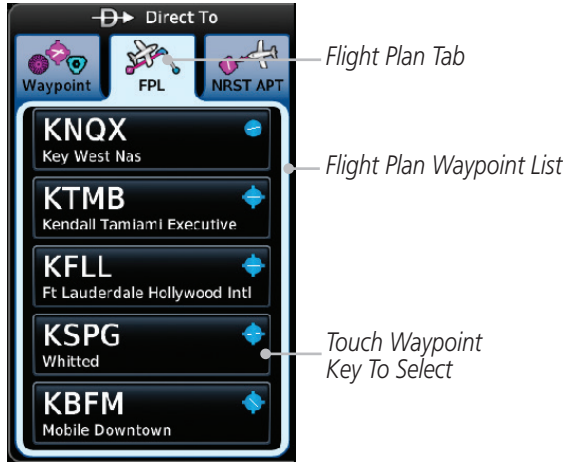 Direct To
Waypoint
FPL
NRST APT
Flight Plan Tab
KNQX
Key West Nas
Flight Plan Waypoint List
KTMB
Kendall Tamiami Executive
KFLL
Ft Lauderdale Hollywood Intl
KSPG
Whitted
Touch Waypoint
Key To Select
KBFM
Mobile Downtown